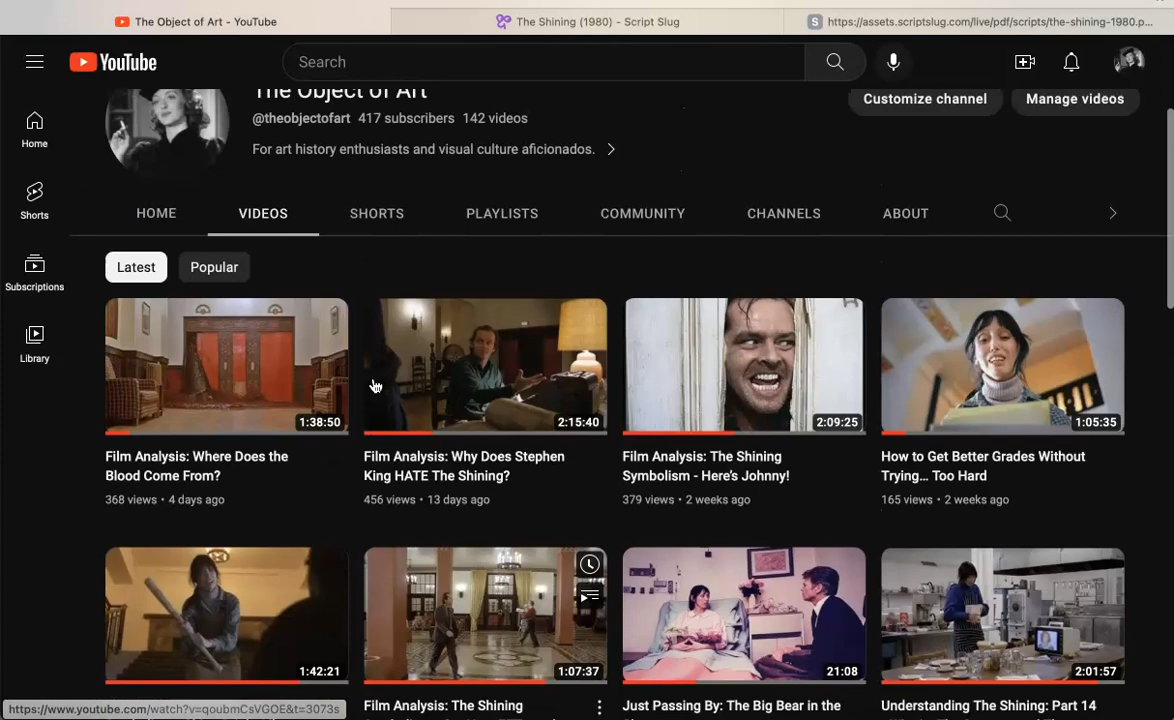 The Object of Art - YouTube
The Shining (1980) - Script Slug
S
https://assets.scriptslug.com/live/pdf/scripts/the-shining-1980.p...
YouTube
Search
The Object of Art
@theobjectofart 417 subscribers 142 videos
For art history enthusiasts and visual culture aficionados.
Customize channel
Manage videos
Home
Shorts
Subscriptions
Library
HOME
VIDEOS
SHORTS
PLAYLISTS
COMMUNITY
CHANNELS
ABOUT
Latest
Popular
1:38:50
Film Analysis: Where Does the
Blood Come From?
368 views • 4 days ago
2:15:40
Film Analysis: Why Does Stephen
King HATE The Shining?
456 views • 13 days ago
2:09:25
Film Analysis: The Shining
Symbolism - Here's Johnny!
379 views • 2 weeks ago
1:05:35
How to Get Better Grades Without
Trying... Too Hard
165 views • 2 weeks ago
1:42:21
1:07:37
Film Analysis: The Shining
21:08
Just Passing By: The Big Bear in the
2:01:57
Understanding The Shining: Part 14
https://www.youtube.com/watch?v=qoubmCsVGOE&t=3073s